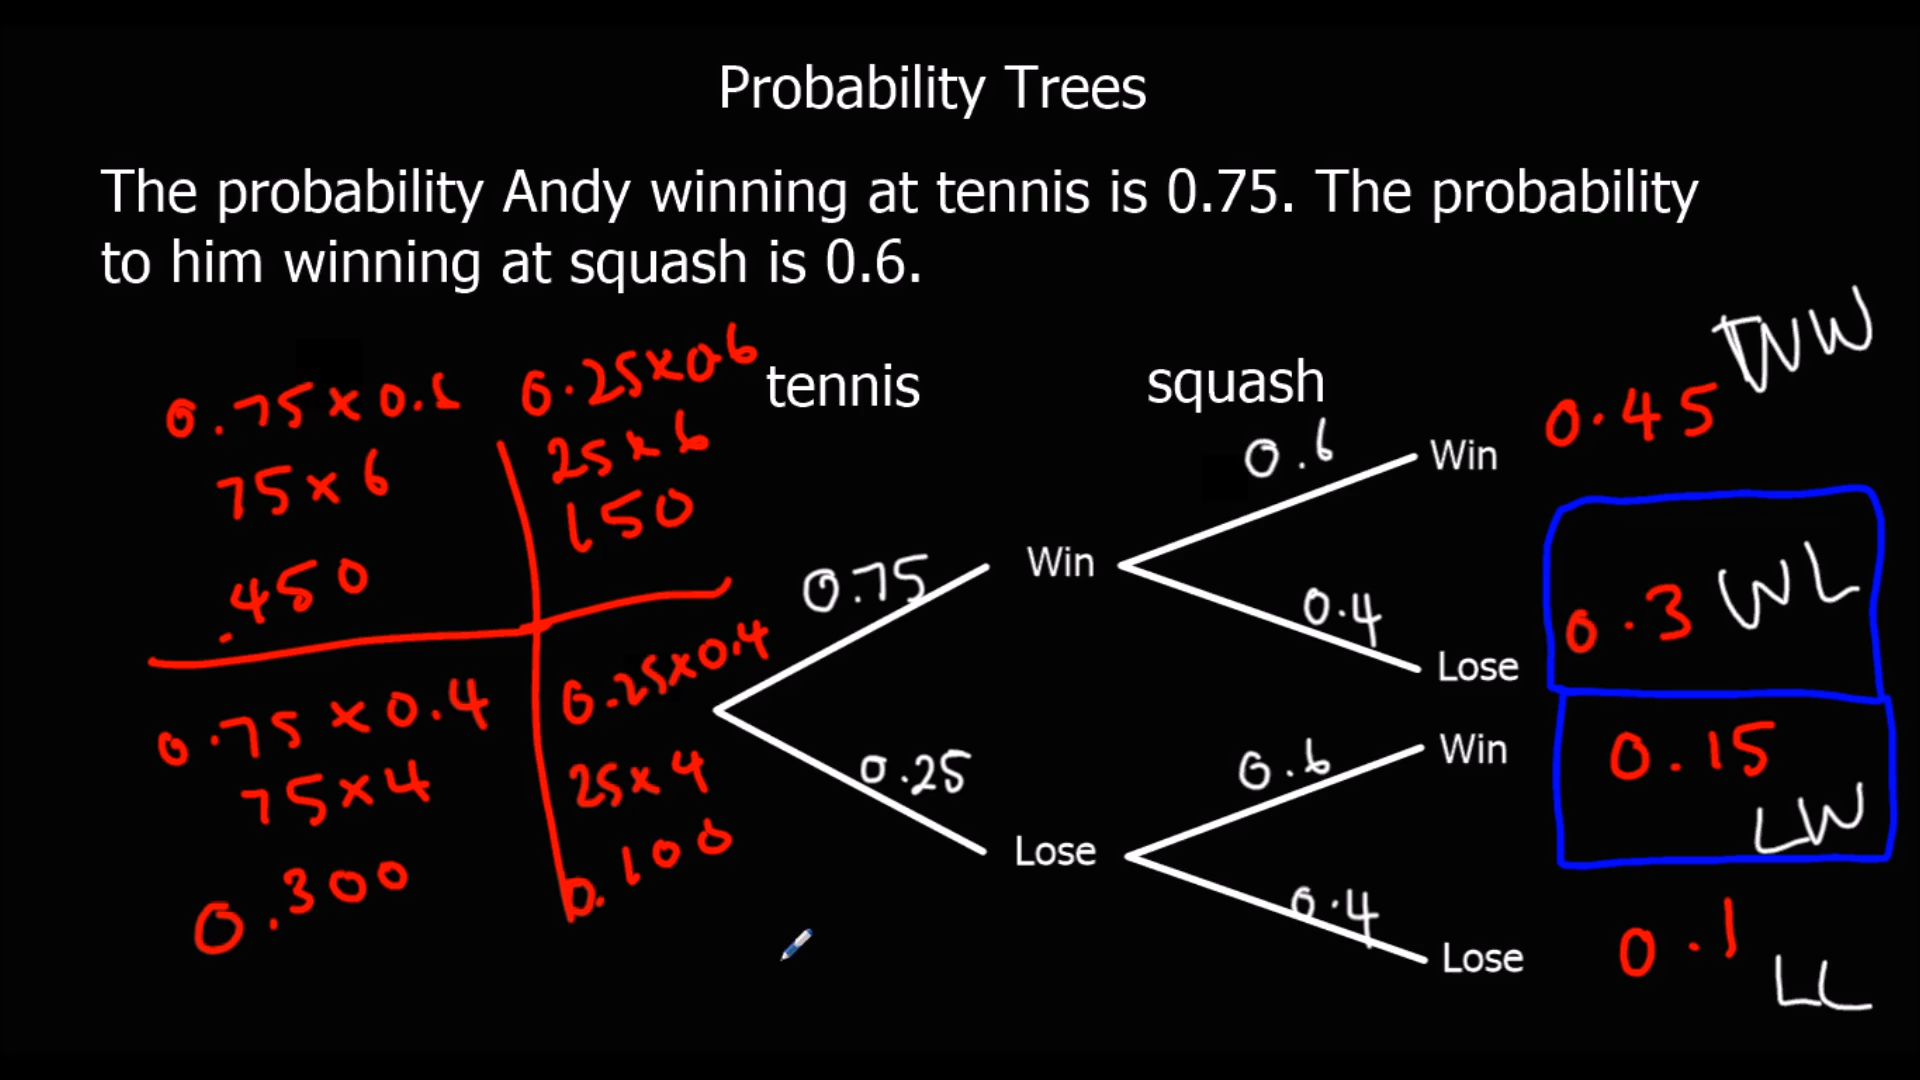 Probability Trees
The probability Andy winning at tennis is 0.75. The probability
to him winning at squash is 0.6.
0.75 x 0.6
75 x 6
.450
0.25 x 0.6
25 x 6
150
0.75 x 0.4
75 x 4
0.300
0.25 x 0.4
25 x 4
0.100
tennis
squash
0.75
Win
0.25
Lose
0.6
Win
0.45
0.4
Lose
0.3 WL
0.6
Win
0.15
LW
0.4
Lose
0.1
LL